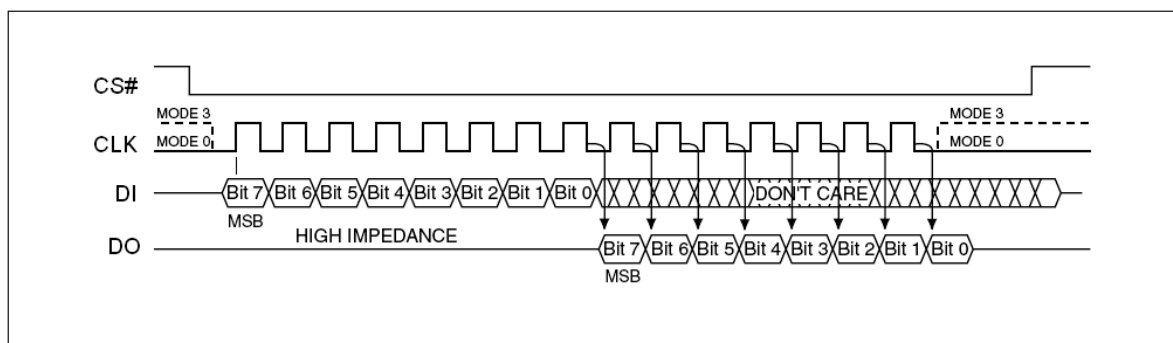 CS#
MODE 3 MODE 3
CLK MODE 0 MODE 0
DI Bit 7 Bit 6 Bit 5 Bit 4 Bit 3 Bit 2 Bit 1 Bit 0 DON'T CARE
MSB
HIGH IMPEDANCE
DO Bit 7 Bit 6 Bit 5 Bit 4 Bit 3 Bit 2 Bit 1 Bit 0
MSB